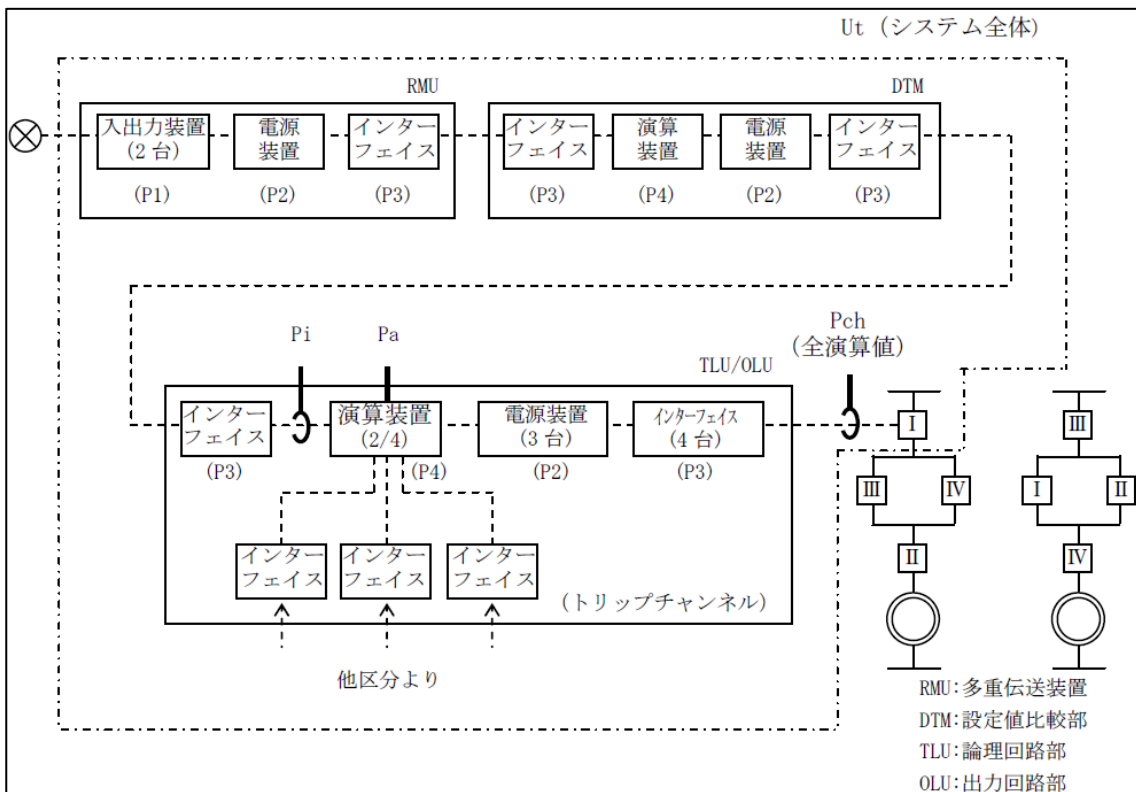 Ut (システム全体)
RMU
DTM
入出力装置
(2台)
電源
装置
インター
フェイス
インター
フェイス
演算
装置
電源
装置
インター
フェイス
(P1)
(P2)
(P3)
(P3)
(P4)
(P2)
(P3)
Pi
Pa
Pch
(全演算値)
TLU/OLU
インター
フェイス
演算装置
(2/4)
電源装置
(3台)
インターフェイス
(4台)
(P3)
(P4)
(P2)
(P3)
インター
フェイス
インター
フェイス
インター
フェイス
(トリップチャンネル)
他区分より
Ⅰ
Ⅲ
Ⅲ
Ⅳ
Ⅰ
Ⅱ
Ⅱ
Ⅳ
RMU:多重伝送装置
DTM:設定値比較部
TLU:論理回路部
OLU:出力回路部